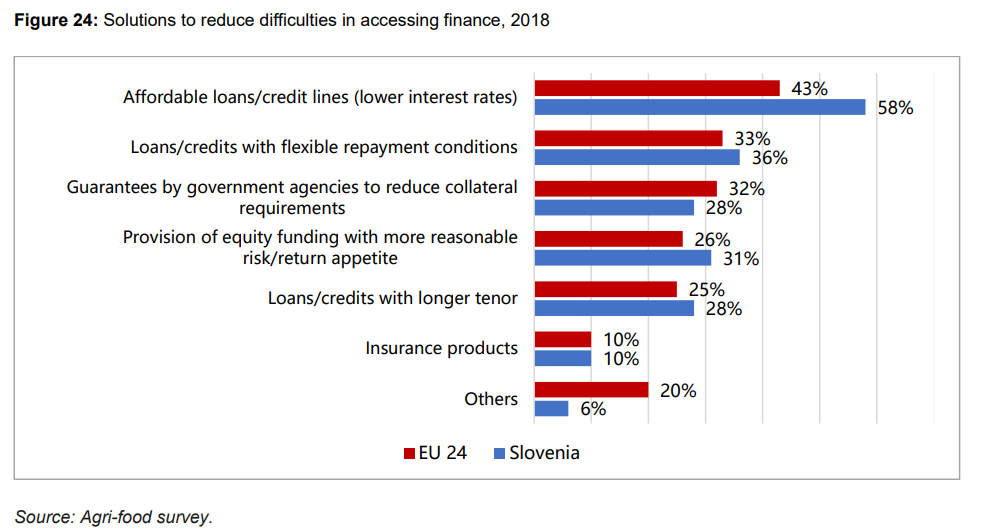 Figure 24: Solutions to reduce difficulties in accessing finance, 2018
Affordable loans/credit lines (lower interest rates)
43%
58%
Loans/credits with flexible repayment conditions
33%
36%
Guarantees by government agencies to reduce collateral
requirements
32%
28%
Provision of equity funding with more reasonable
risk/return appetite
26%
31%
Loans/credits with longer tenor
25%
28%
Insurance products
10%
10%
Others
20%
6%
EU 24 Slovenia
Source: Agri-food survey.